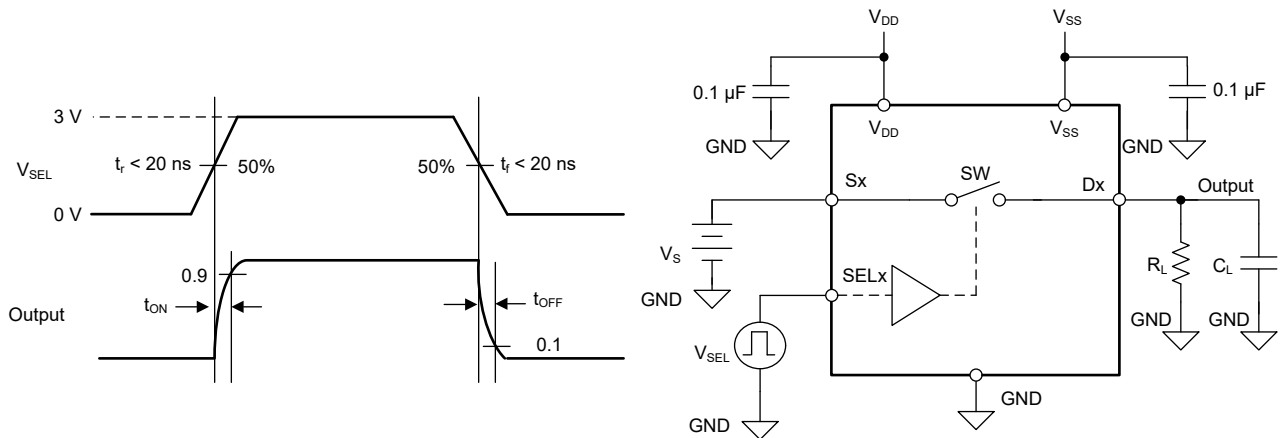 3 V
V_SEL
t_r < 20 ns
50%
50%
t_f < 20 ns
0 V
0.9
t_ON
t_OFF
Output
0.1
V_DD
V_SS
0.1 µF
0.1 µF
V_DD
V_SS
GND
GND
SW
Sx
Dx
Output
V_S
R_L
C_L
SELx
GND
GND
GND
V_SEL
GND
GND